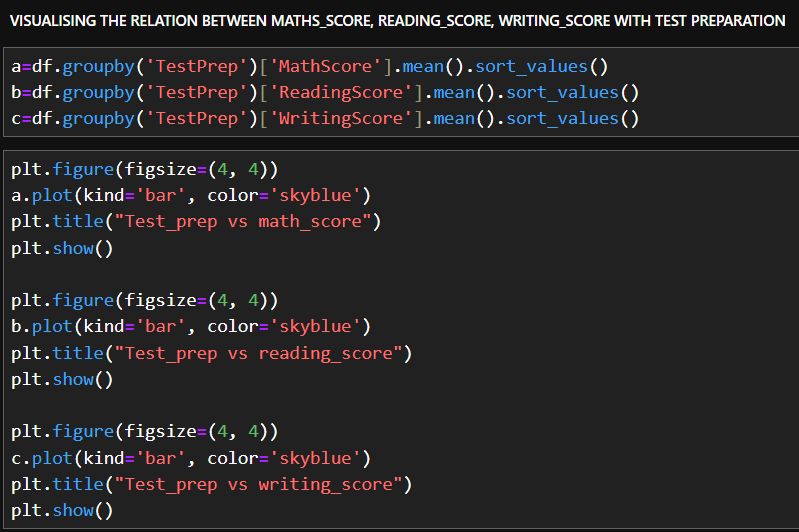 VISUALISING THE RELATION BETWEEN MATHS_SCORE, READING_SCORE, WRITING_SCORE WITH TEST PREPARATION
a=df.groupby('TestPrep')['MathScore'].mean().sort_values()
b=df.groupby('TestPrep')['ReadingScore'].mean().sort_values()
c=df.groupby('TestPrep')['WritingScore'].mean().sort_values()
plt.figure(figsize=(4, 4))
a.plot(kind='bar', color='skyblue')
plt.title("Test_prep vs math_score")
plt.show()
plt.figure(figsize=(4, 4))
b.plot(kind='bar', color='skyblue')
plt.title("Test_prep vs reading_score")
plt.show()
plt.figure(figsize=(4, 4))
c.plot(kind='bar', color='skyblue')
plt.title("Test_prep vs writing_score")
plt.show()